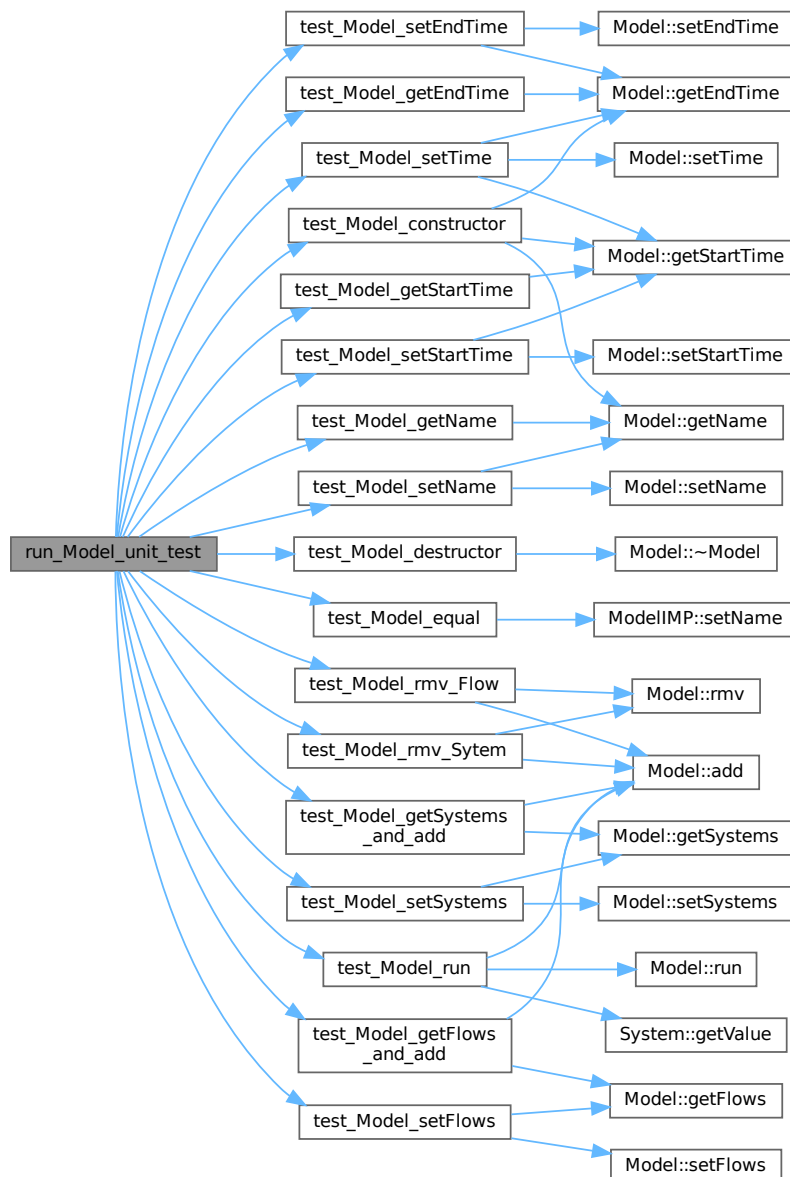 run_Model_unit_test
test_Model_setEndTime
test_Model_getEndTime
test_Model_setTime
test_Model_constructor
test_Model_getStartTime
test_Model_setStartTime
test_Model_getName
test_Model_setName
test_Model_destructor
test_Model_equal
test_Model_rmv_Flow
test_Model_rmv_Sytem
test_Model_getSystems
_and_add
test_Model_setSystems
test_Model_run
test_Model_getFlows
_and_add
test_Model_setFlows
Model::setEndTime
Model::getEndTime
Model::setTime
Model::getStartTime
Model::setStartTime
Model::getName
Model::setName
Model::~Model
ModelIMP::setName
Model::rmv
Model::add
Model::getSystems
Model::setSystems
Model::run
System::getValue
Model::getFlows
Model::setFlows